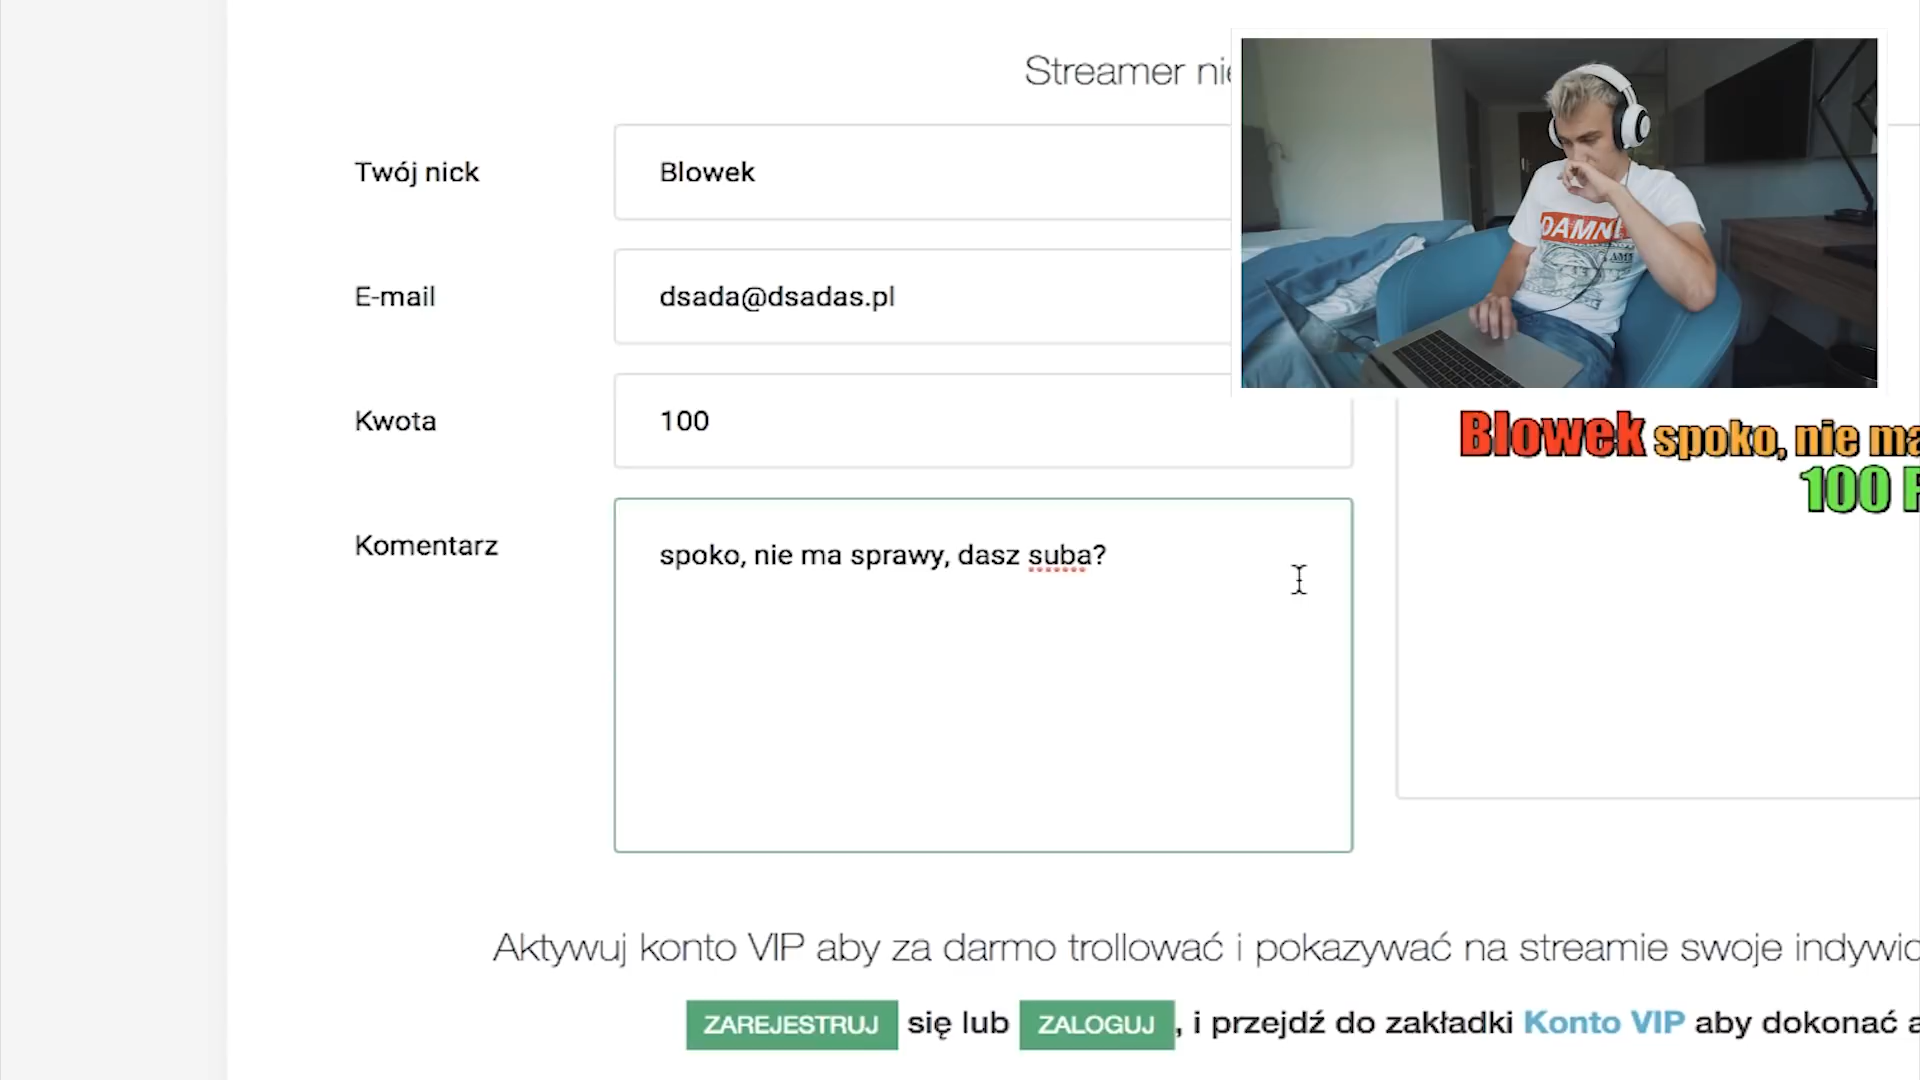 Streamer nie
Twój nick
Blowek
E-mail
dsada@dsadas.pl
Kwota
100
Komentarz
spoko, nie ma sprawy, dasz suba?
DAMN!
Blowek spoko, nie ma
100
Aktywuj konto VIP aby za darmo trollować i pokazywać na streamie swoje
ZAREJESTRUJ się lub ZALOGUJ, i przejdź do zakładki Konto VIP aby dokonać